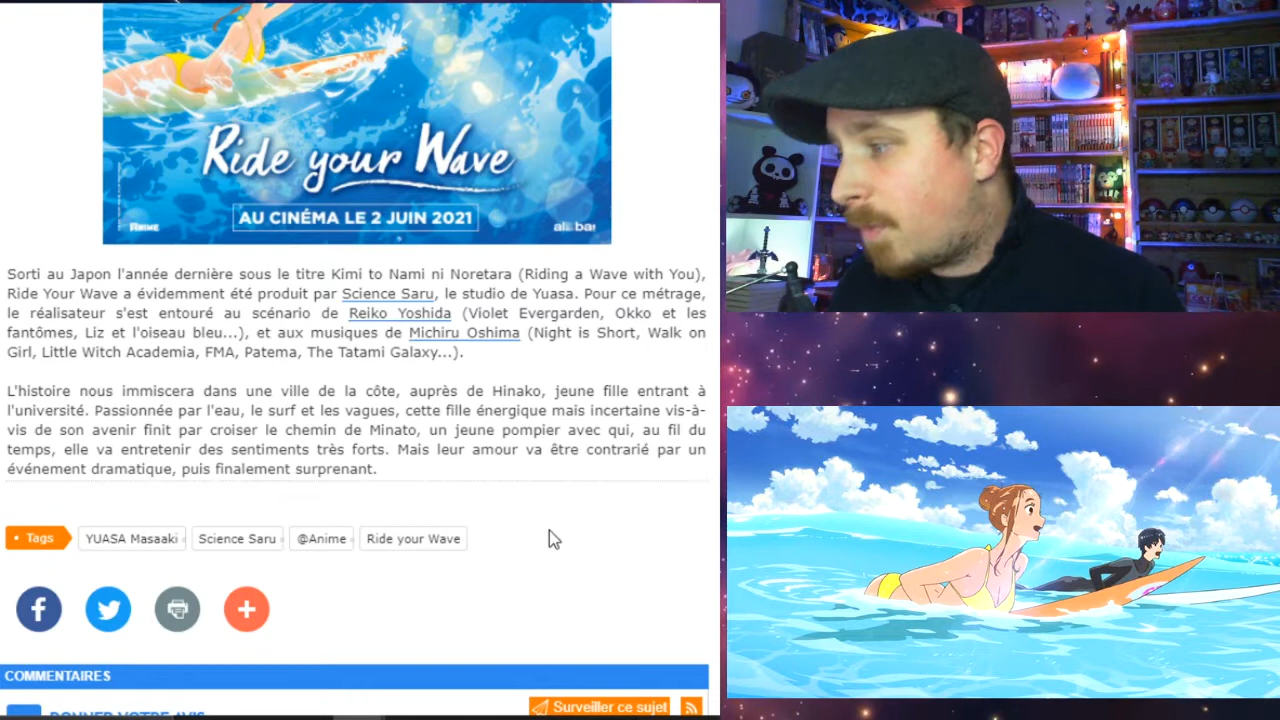 Ride your Wave
AU CINÉMA LE 2 JUIN 2021
@ANIME
Sorti au Japon l'année dernière sous le titre Kimi to Nami ni Noretara (Riding a Wave with You),
Ride Your Wave a évidemment été produit par Science Saru, le studio de Yuasa. Pour ce métrage,
le réalisateur s'est entouré au scénario de Reiko Yoshida (Violet Evergarden, Okko et les
fantômes, Liz et l'oiseau bleu...), et aux musiques de Michiru Oshima (Night is Short, Walk on
Girl, Little Witch Academia, FMA, Patema, The Tatami Galaxy...).
L'histoire nous immiscera dans une ville de la côte, auprès de Hinako, jeune fille entrant à
l'université. Passionnée par l'eau, le surf et les vagues, cette fille énergique mais incertaine vis-à-
vis de son avenir finit par croiser le chemin de Minato, un jeune pompier avec qui, au fil du
temps, elle va entretenir des sentiments très forts. Mais leur amour va être contrarié par un
événement dramatique, puis finalement surprenant.
• Tags
YUASA Masaaki
Science Saru
@Anime
Ride your Wave
COMMENTAIRES
Surveiller ce sujet
DONNER VOTRE AVIS